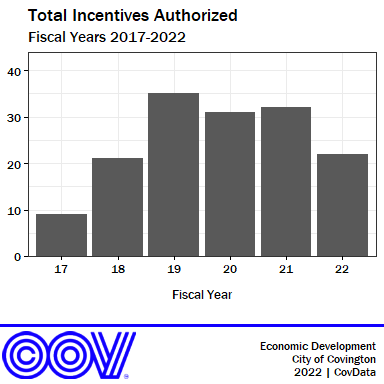 Total Incentives Authorized
Fiscal Years 2017-2022
40
30
20
10
0
17 18 19 20 21 22
Fiscal Year
COV®
Economic Development
City of Covington
2022 | CovData